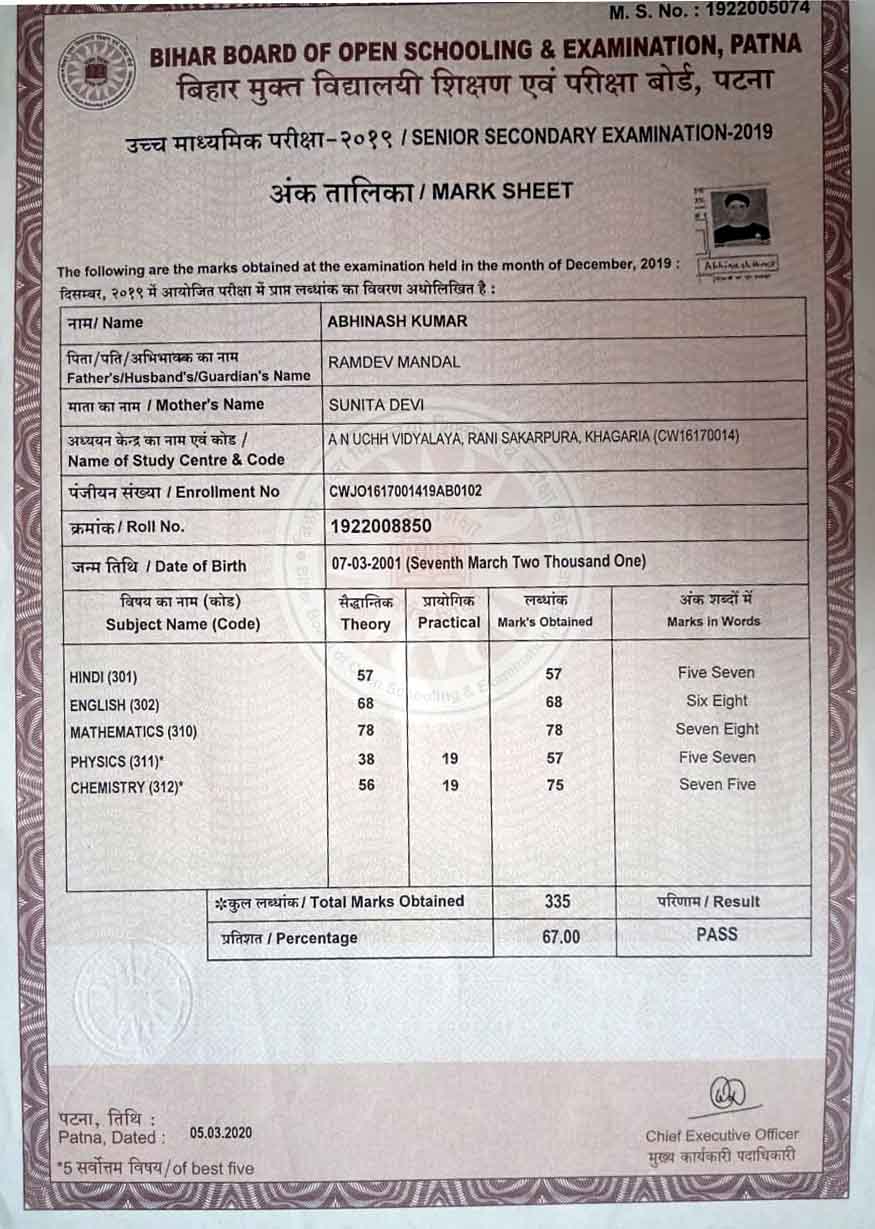 M. S. No. : 1922005074
BIHAR BOARD OF OPEN SCHOOLING & EXAMINATION, PATNA
बिहार मुक्त विद्यालयी शिक्षण एवं परीक्षा बोर्ड, पटना
उच्च माध्यमिक परीक्षा-२०१९ / SENIOR SECONDARY EXAMINATION-2019
अंक तालिका / MARK SHEET
The following are the marks obtained at the examination held in the month of December, 2019 :
Abhinash Kumar
दिसम्बर, २०१९ में आयोजित परीक्षा में प्राप्त लब्धांक का विवरण अधोलिखित है :
नाम/ Name ABHINASH KUMAR
पिता/पति/अभिभावक का नाम
Father's/Husband's/Guardian's Name RAMDEV MANDAL
माता का नाम / Mother's Name SUNITA DEVI
अध्ययन केन्द्र का नाम एवं कोड /
Name of Study Centre & Code A N UCHH VIDYALAYA, RANI SAKARPURA, KHAGARIA (CW16170014)
पंजीयन संख्या / Enrollment No CWJO1617001419AB0102
क्रमांक / Roll No. 1922008850
जन्म तिथि / Date of Birth 07-03-2001 (Seventh March Two Thousand One)
विषय का नाम (कोड) सैद्धान्तिक प्रायोगिक लब्धांक अंक शब्दों में
Subject Name (Code) Theory Practical Mark's Obtained Marks in Words
HINDI (301) 57 57 Five Seven
ENGLISH (302) 68 68 Six Eight
MATHEMATICS (310) 78 78 Seven Eight
PHYSICS (311)* 38 19 57 Five Seven
CHEMISTRY (312)* 56 19 75 Seven Five
*कुल लब्धांक / Total Marks Obtained 335 परिणाम / Result
प्रतिशत / Percentage 67.00 PASS
पटना, तिथि :
Patna, Dated : 05.03.2020
Chief Executive Officer
मुख्य कार्यकारी पदाधिकारी
*5 सर्वोत्तम विषय/of best five